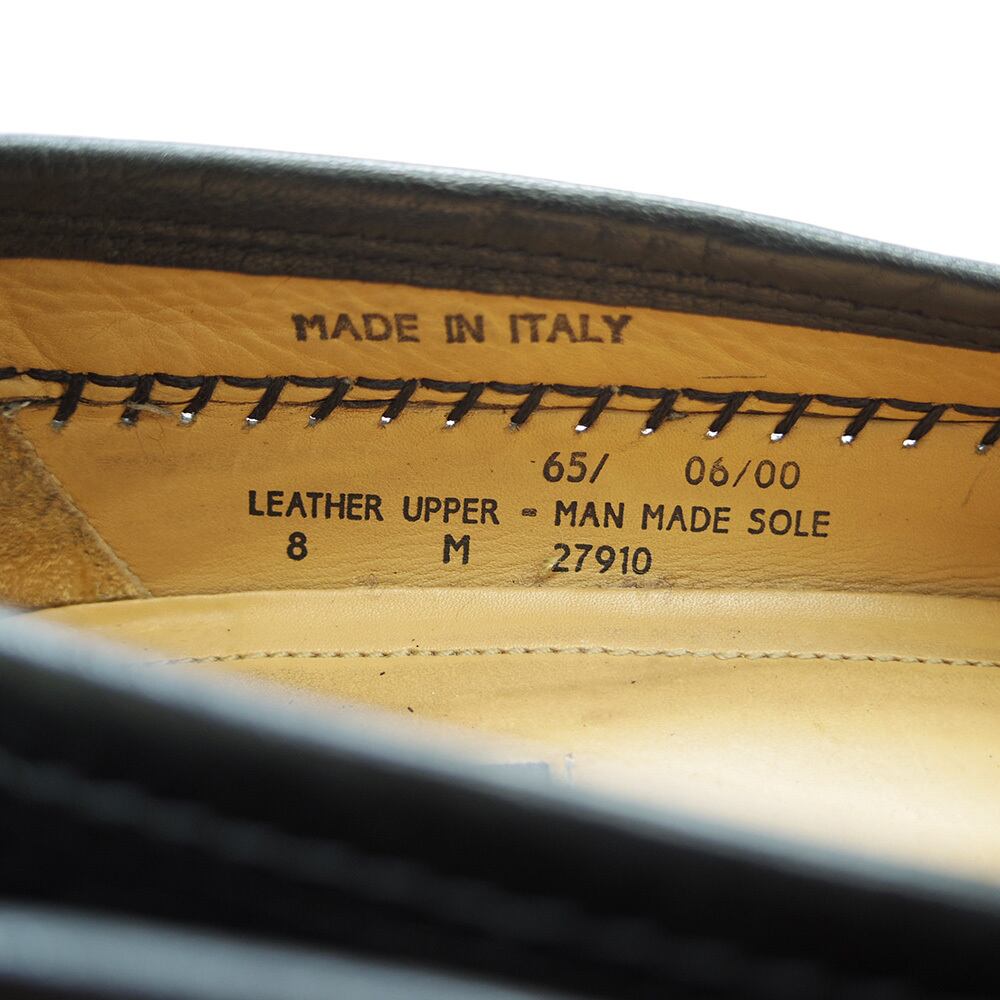 MADE IN ITALY
65/ 06/00
LEATHER UPPER - MAN MADE SOLE
8 M 27910